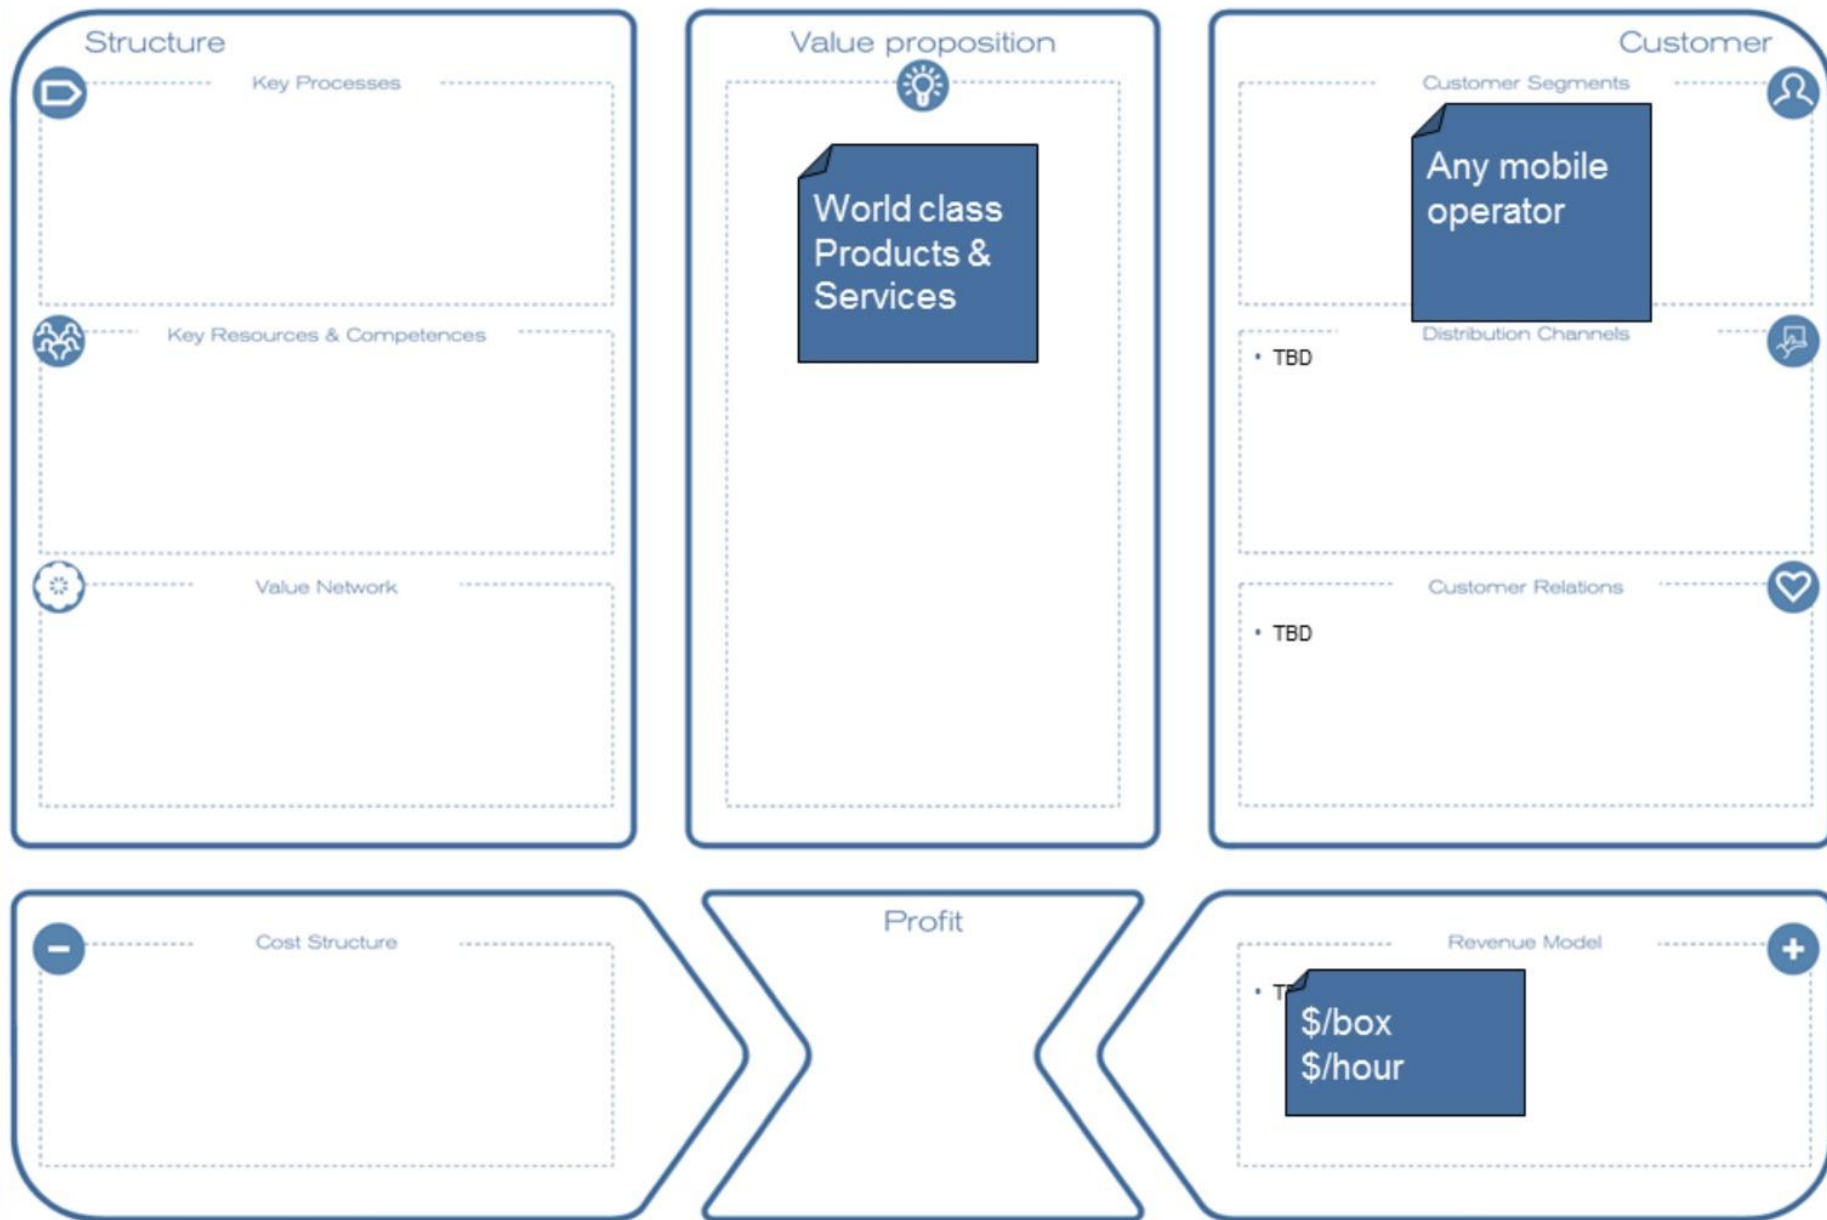 Structure
Key Processes
Key Resources & Competences
Value Network
Value proposition
World class
Products &
Services
Customer
Customer Segments
Any mobile
operator
Distribution Channels
• TBD
Customer Relations
• TBD
Cost Structure
Profit
Revenue Model
$/box
$/hour